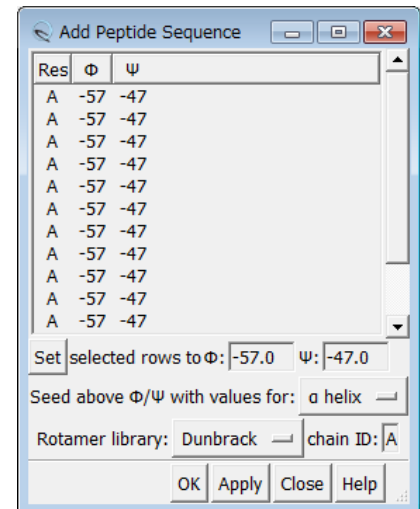 Add Peptide Sequence
Res Φ Ψ
A -57 -47
A -57 -47
A -57 -47
A -57 -47
A -57 -47
A -57 -47
A -57 -47
A -57 -47
A -57 -47
A -57 -47
A -57 -47
Set selected rows to Φ: -57.0 Ψ: -47.0
Seed above Φ/Ψ with values for: α helix
Rotamer library: Dunbrack chain ID: A
OK Apply Close Help